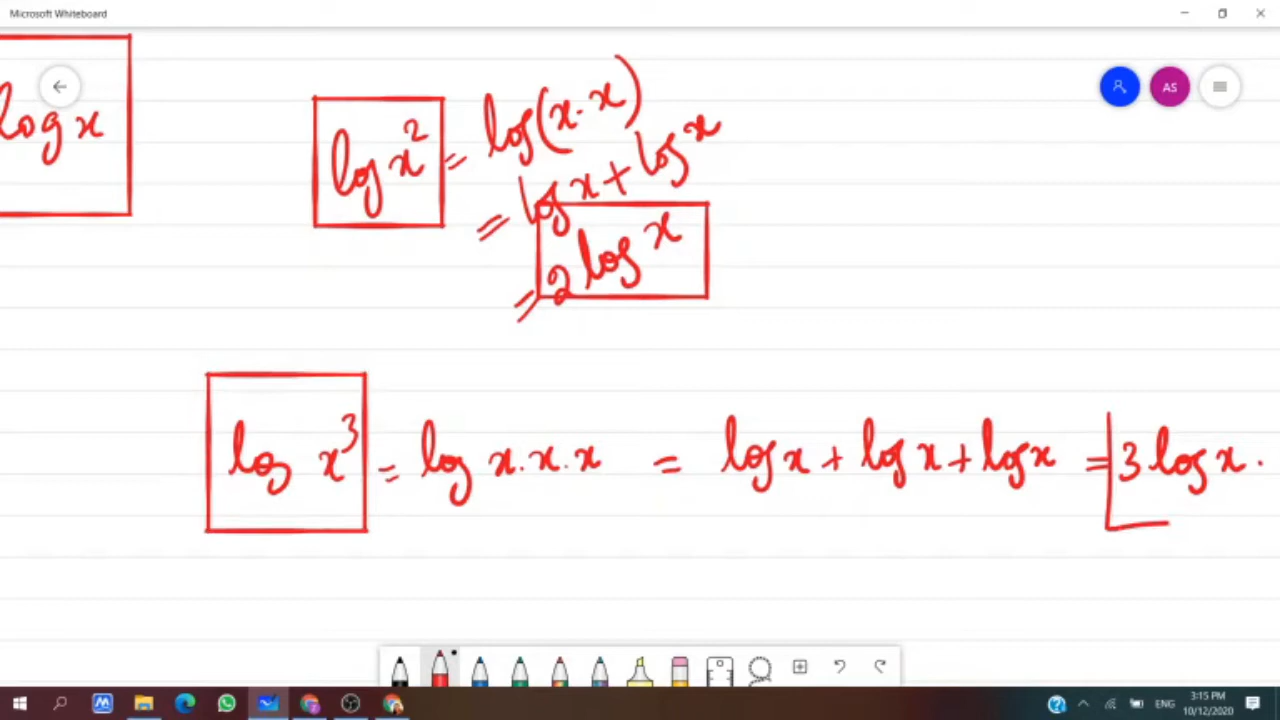 Microsoft Whiteboard
AS
log x
log x² = log(x·x)
= log x + log x
= 2 log x
log x³ = log x.x.x = log x + log x + log x = 3 log x.
ENG
3:15 PM
10/12/2020